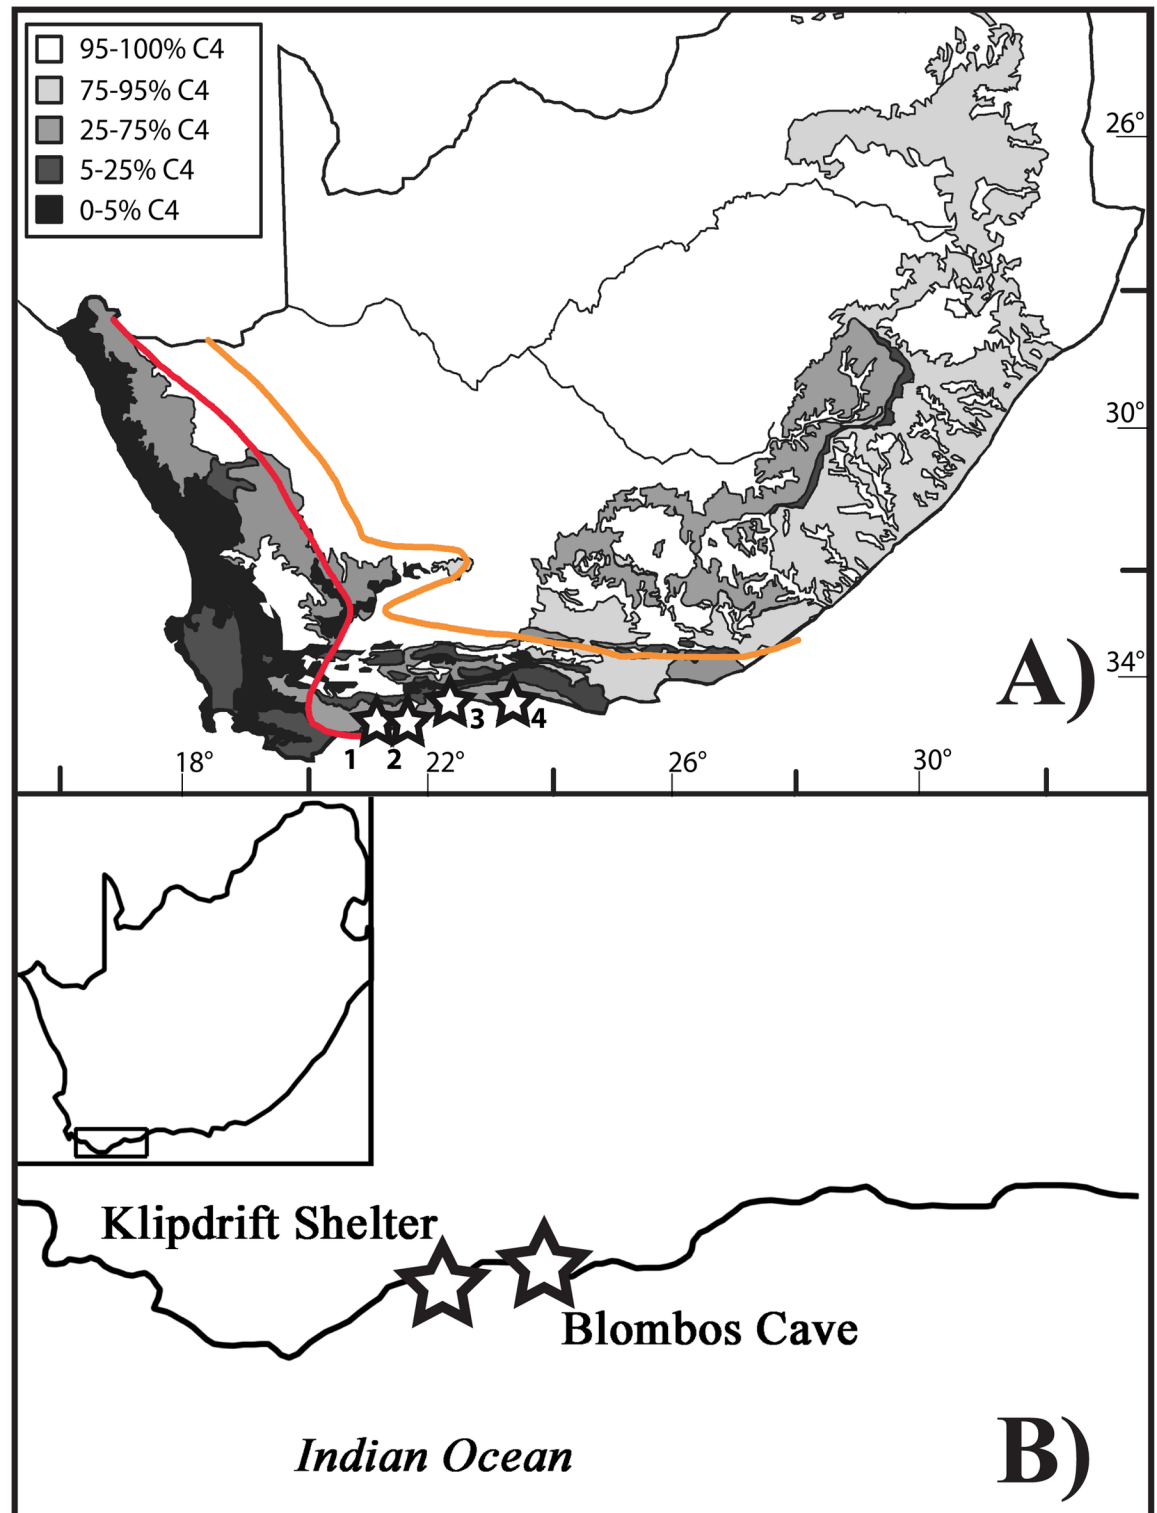 95-100% C4
75-95% C4
25-75% C4
5-25% C4
0-5% C4
26°
30°
34°
A)
3
4
1
2
18°
22°
26°
30°
Klipdrift Shelter
Blombos Cave
Indian Ocean
B)